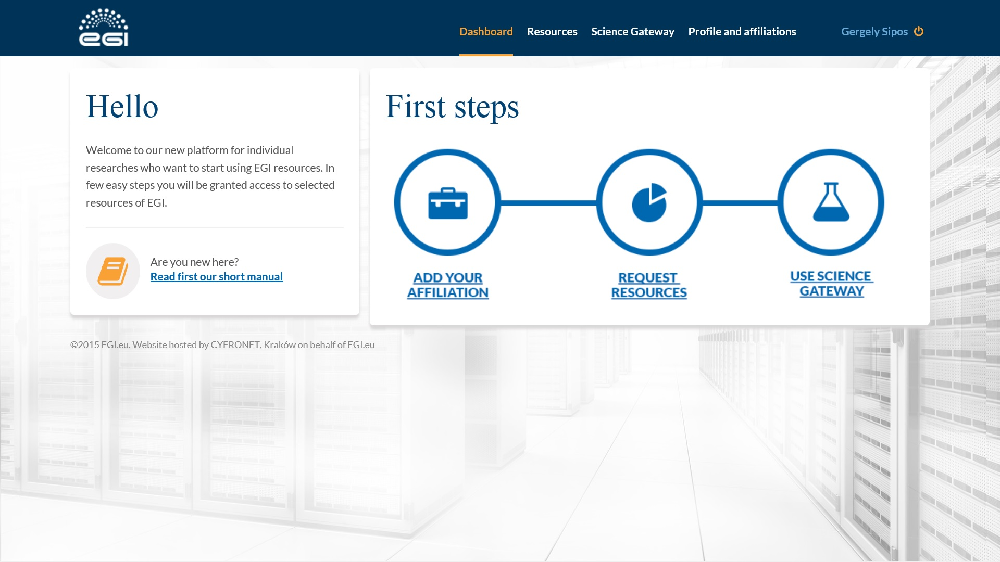 egi
Dashboard Resources Science Gateway Profile and affiliations Gergely Sipos
Hello
Welcome to our new platform for individual
researches who want to start using EGI resources. In
few easy steps you will be granted access to selected
resources of EGI.
Are you new here?
Read first our short manual
First steps
ADD YOUR
AFFILIATION
REQUEST
RESOURCES
USE SCIENCE
GATEWAY
©2015 EGI.eu. Website hosted by CYFRONET, Kraków on behalf of EGI.eu